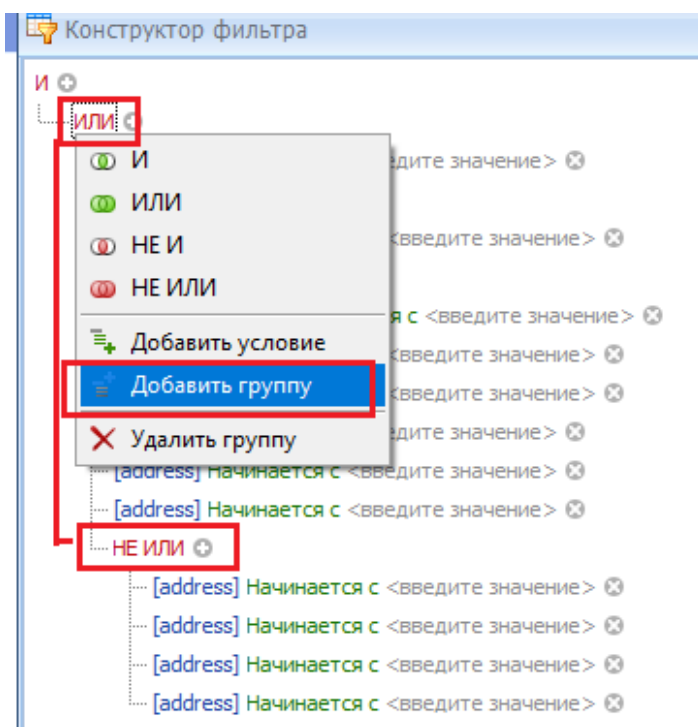 Конструктор фильтра
И
ИЛИ
И
дите значение>
ИЛИ
НЕ И
<введите значение>
НЕ ИЛИ
я с <введите значение>
Добавить условие
<введите значение>
Добавить группу
<введите значение>
Удалить группу
дите значение>
[address] Начинается с <введите значение>
[address] Начинается с <введите значение>
НЕ ИЛИ
[address] Начинается с <введите значение>
[address] Начинается с <введите значение>
[address] Начинается с <введите значение>
[address] Начинается с <введите значение>